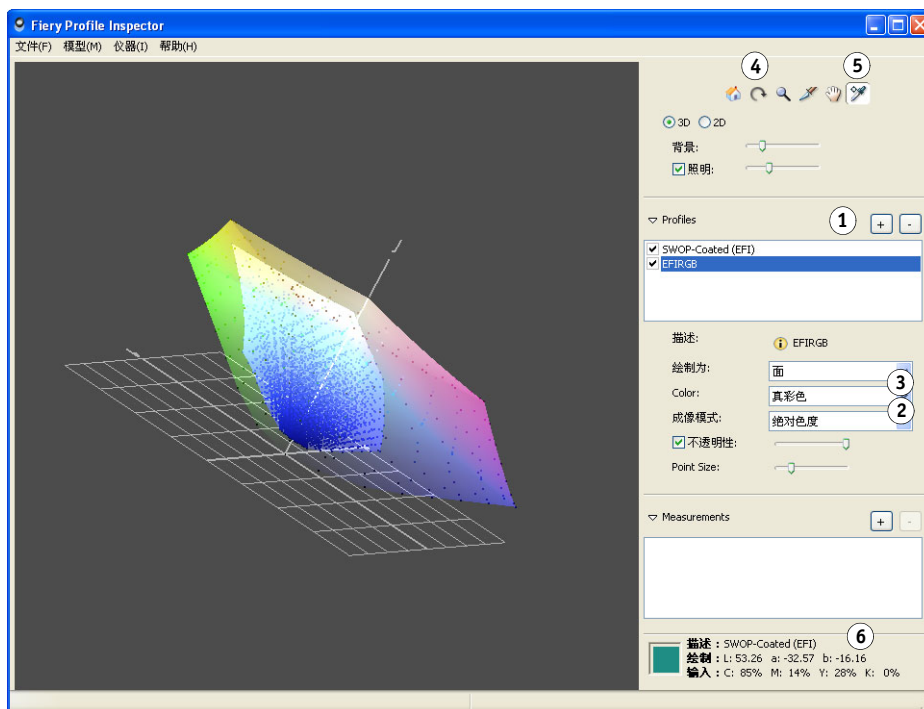 Fiery Profile Inspector
文件(F) 模型(M) 仪器(I) 帮助(H)
4 5
3D 2D
背景:
照明:
Profiles 1 + -
SWOP-Coated (EFI)
EFIRGB
描述: EFIRGB
绘制为: 面
3
Color: 真彩色
2
成像模式: 绝对色度
不透明性:
Point Size:
Measurements + -
6
描述：SWOP-Coated (EFI)
绘制：L: 53.26 a: -32.57 b: -16.16
输入：C: 85% M: 14% Y: 28% K: 0%